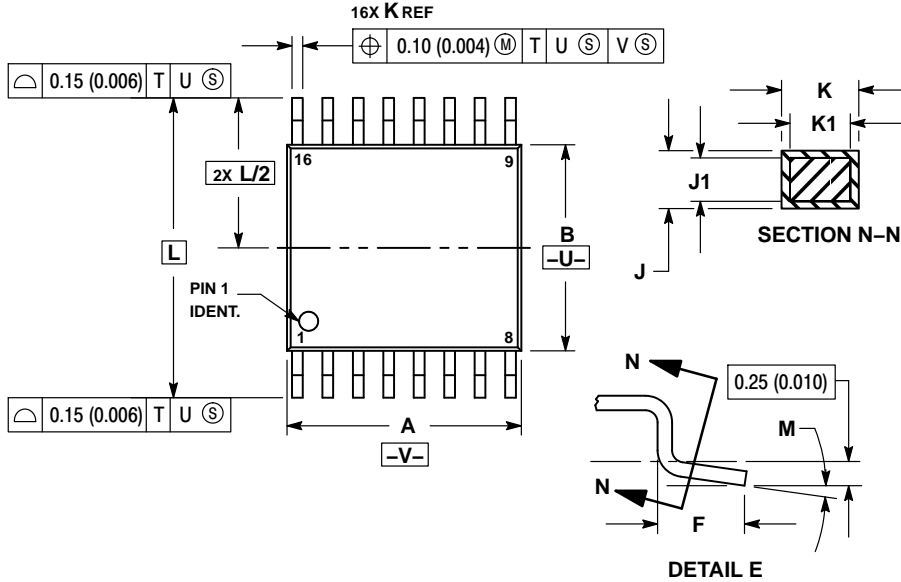 16X K REF
⌖ 0.10 (0.004) Ⓜ T U Ⓢ V Ⓢ
⌓ 0.15 (0.006) T U Ⓢ
K
K1
16
9
2X L/2
J1
SECTION N–N
B
–U–
L
J
PIN 1
IDENT.
1
8
N
0.25 (0.010)
⌓ 0.15 (0.006) T U Ⓢ
A
–V–
M
N
F
DETAIL E